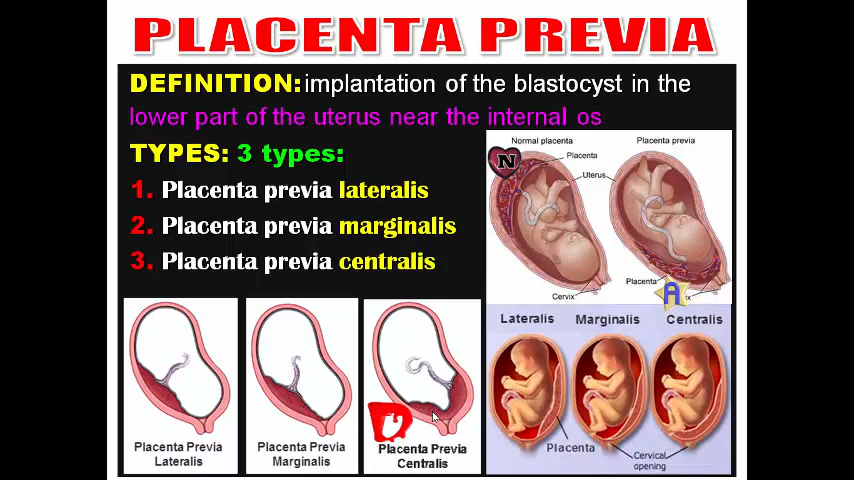 PLACENTA PREVIA
DEFINITION: implantation of the blastocyst in the
lower part of the uterus near the internal os
TYPES: 3 types:
1. Placenta previa lateralis
2. Placenta previa marginalis
3. Placenta previa centralis
Normal placenta
Placenta previa
N
Placenta
Uterus
Placenta
A
Cervix
ix
Lateralis Marginalis Centralis
Placenta
Cervical
opening
Placenta Previa
Lateralis
Placenta Previa
Marginalis
D
Placenta Previa
Centralis